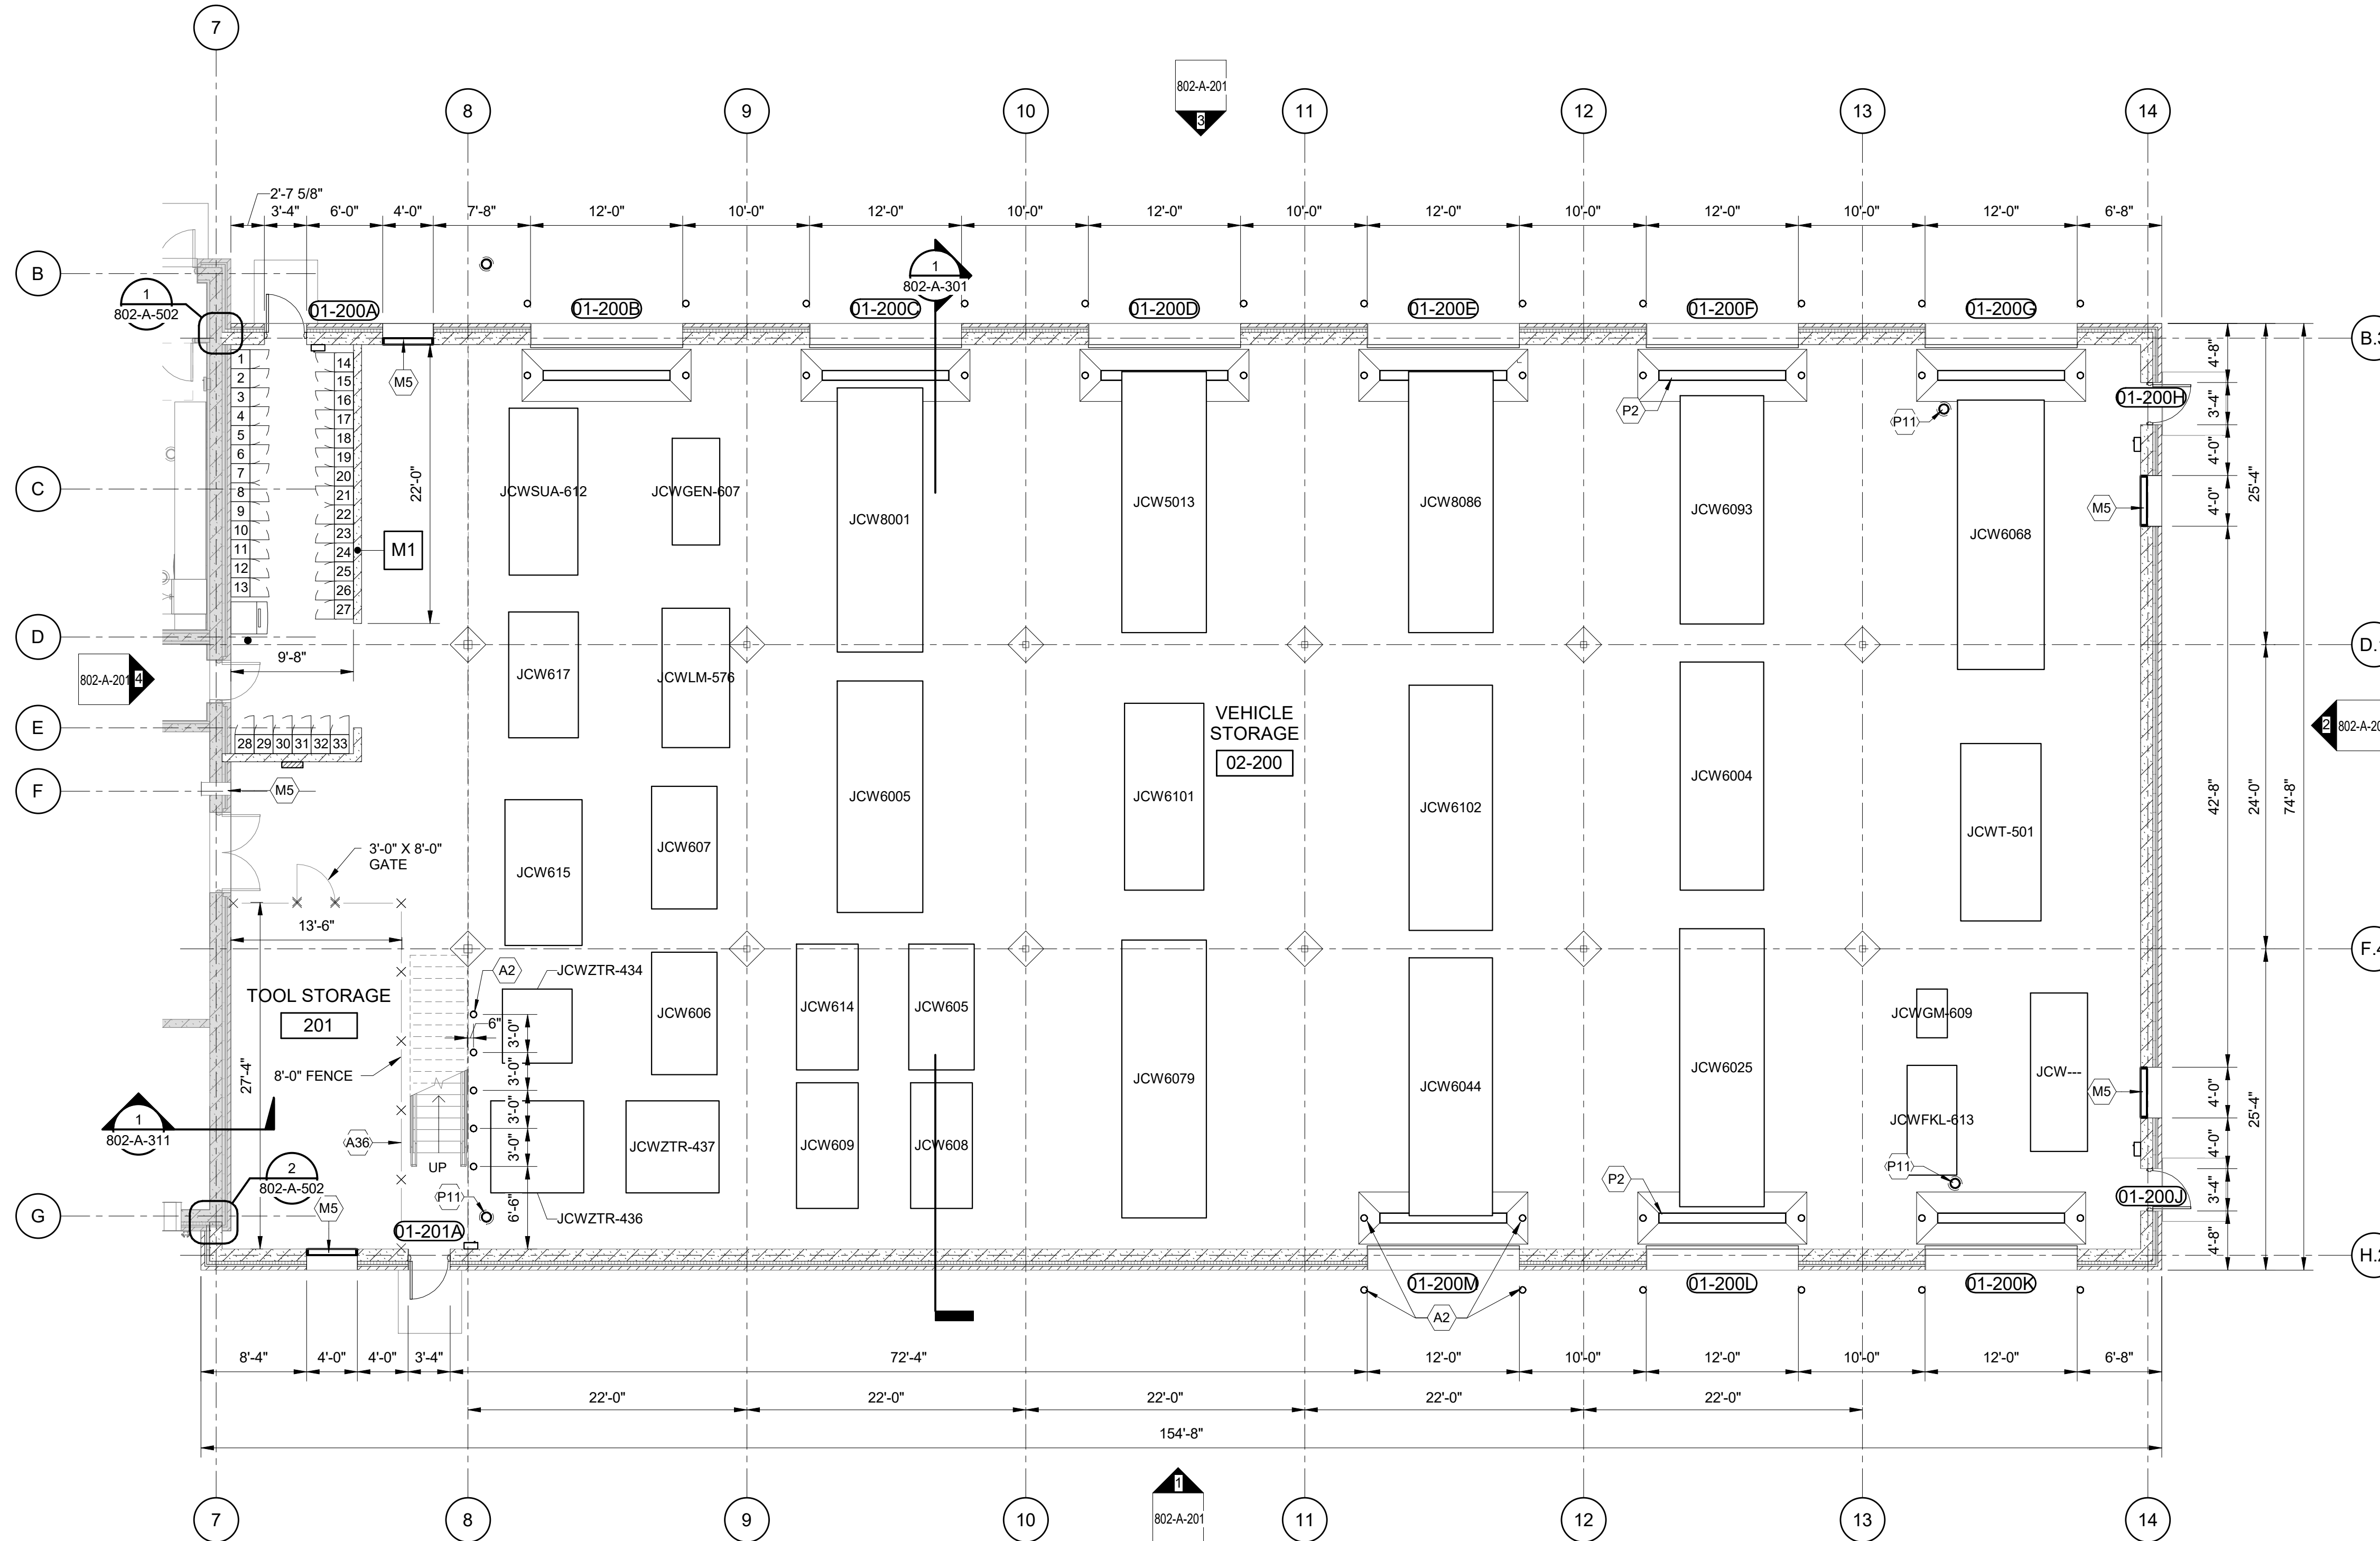 7
802-A-201
3
8
9
10
11
12
13
14
2'-7 5/8"
3'-4"
6'-0"
4'-0"
7'-8"
12'-0"
10'-0"
12'-0"
10'-0"
12'-0"
10'-0"
12'-0"
10'-0"
12'-0"
10'-0"
12'-0"
6'-8"
B
1
802-A-502
1
802-A-301
01-200A
01-200B
01-200C
01-200D
01-200E
01-200F
01-200G
1
2
3
4
5
6
7
8
9
10
11
12
13
14
15
16
17
18
19
20
21
22
23
24
25
26
27
M5
22'-0"
M1
P2
P11
01-200H
4'-8"
3'-4"
4'-0"
4'-0"
25'-4"
M5
C
JCWSUA-612
JCWGEN-607
JCW8001
JCW5013
JCW8086
JCW6093
JCW6068
D
9'-8"
802-A-201
4
JCW617
JCWLM-576
E
28
29
30
31
32
33
VEHICLE
STORAGE
02-200
2
F
M5
JCW615
JCW607
JCW6005
JCW6101
JCW6102
JCW6004
JCWT-501
42'-8"
24'-0"
74'-8"
3'-0" X 8'-0"
GATE
13'-6"
TOOL STORAGE
201
8'-0" FENCE
27'-4"
A2
JCWZTR-434
6"
3'-0"
3'-0"
3'-0"
3'-0"
6'-6"
JCW606
JCW614
JCW605
JCWGM-609
JCW---
JCW6079
JCW6044
JCW6025
1
802-A-311
A36
UP
JCWZTR-437
JCW609
JCW608
JCWFKL-613
M5
4'-0"
4'-0"
3'-4"
4'-8"
25'-4"
2
802-A-502
M5
P11
JCWZTR-436
P2
P11
01-200J
G
01-201A
01-200M
01-200L
01-200K
A2
8'-4"
4'-0"
4'-0"
3'-4"
72'-4"
12'-0"
10'-0"
12'-0"
10'-0"
12'-0"
6'-8"
22'-0"
22'-0"
22'-0"
22'-0"
22'-0"
154'-8"
1
802-A-201
7
8
9
10
11
12
13
14